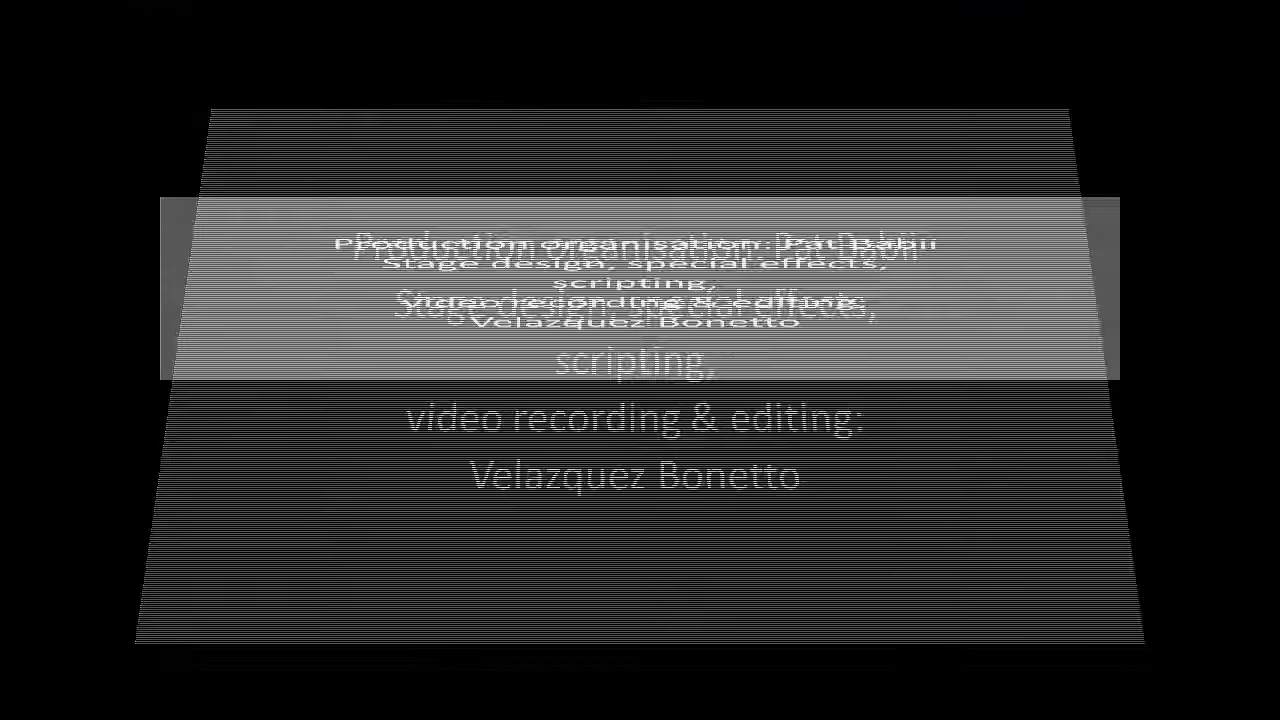 Production organisation: Pat Babii
Stage design, special effects,
scripting,
video recording & editing:
Velazquez Bonetto